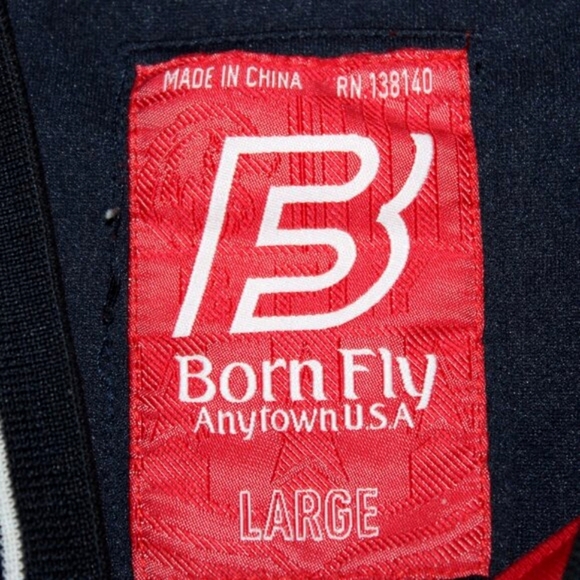 MADE IN CHINA RN 138140
Born Fly
Anytown U.S.A
LARGE